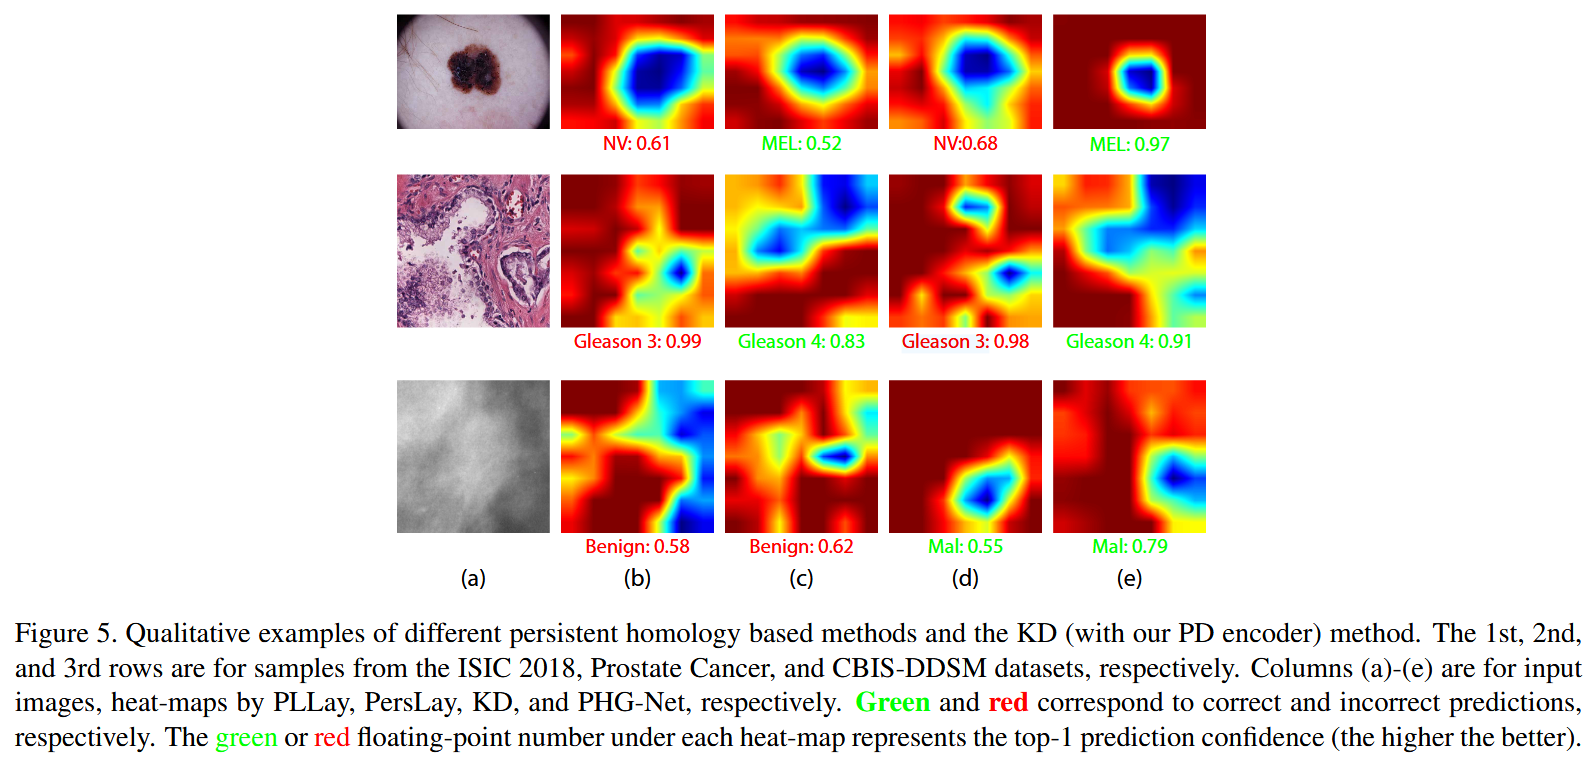 NV: 0.61 MEL: 0.52 NV:0.68 MEL: 0.97
Gleason 3: 0.99 Gleason 4: 0.83 Gleason 3: 0.98 Gleason 4: 0.91
Benign: 0.58 Benign: 0.62 Mal: 0.55 Mal: 0.79
(a) (b) (c) (d) (e)
Figure 5. Qualitative examples of different persistent homology based methods and the KD (with our PD encoder) method. The 1st, 2nd,
and 3rd rows are for samples from the ISIC 2018, Prostate Cancer, and CBIS-DDSM datasets, respectively. Columns (a)-(e) are for input
images, heat-maps by PLLay, PersLay, KD, and PHG-Net, respectively. Green and red correspond to correct and incorrect predictions,
respectively. The green or red floating-point number under each heat-map represents the top-1 prediction confidence (the higher the better).